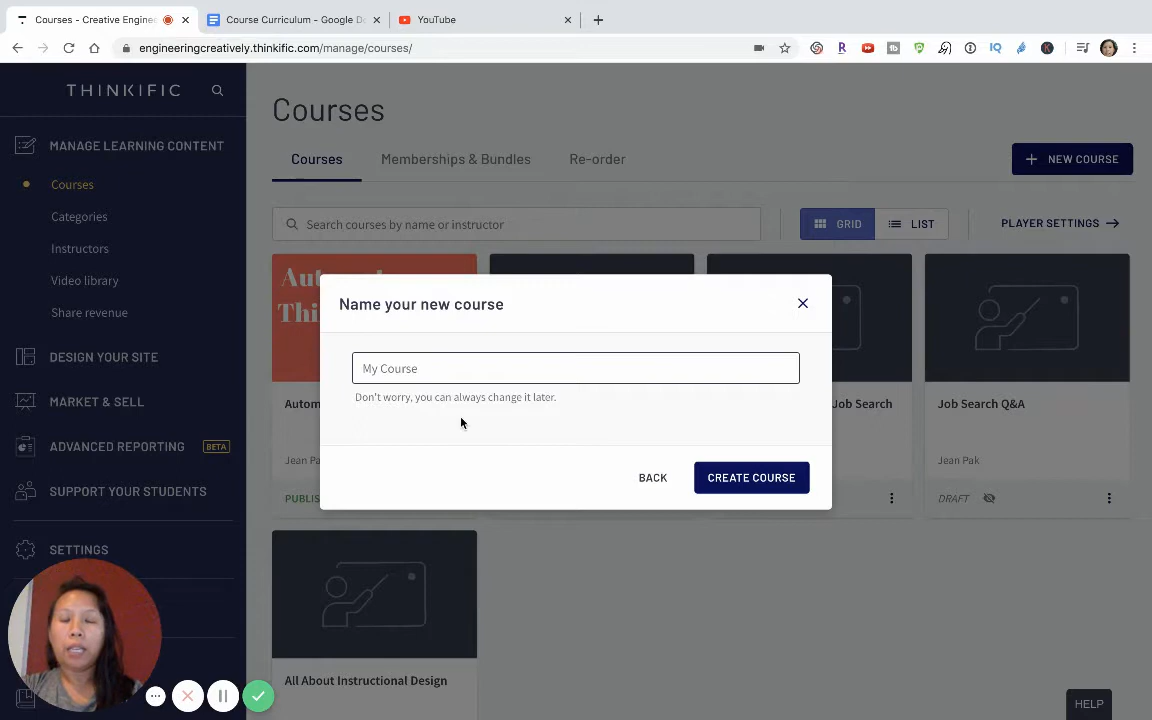 Courses - Creative Engine
Course Curriculum - Google Do
YouTube
engineeringcreatively.thinkific.com/manage/courses/
THINKIFIC
MANAGE LEARNING CONTENT
Courses
Categories
Instructors
Video library
Share revenue
DESIGN YOUR SITE
MARKET & SELL
ADVANCED REPORTING BETA
SUPPORT YOUR STUDENTS
SETTINGS
Courses
Courses Memberships & Bundles Re-order
NEW COURSE
Search courses by name or instructor
GRID LIST
PLAYER SETTINGS
Name your new course
My Course
Don't worry, you can always change it later.
BACK CREATE COURSE
Job Search
Job Search Q&A
Jean Pak
DRAFT
All About Instructional Design
HELP